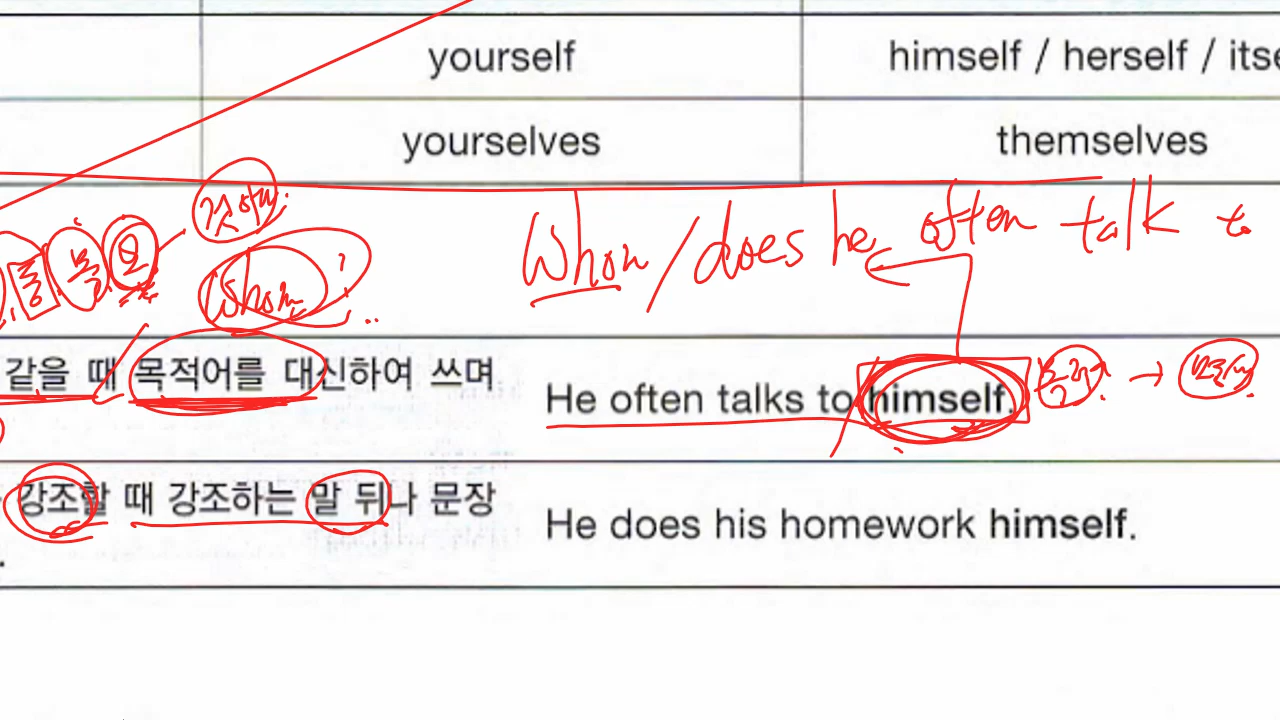 yourself himself / herself / itse
yourselves themselves
Whom / does he often talk to
Whom?
같을 때 목적어를 대신하여 쓰며 He often talks to himself.
강조할 때 강조하는 말 뒤나 문장 He does his homework himself.